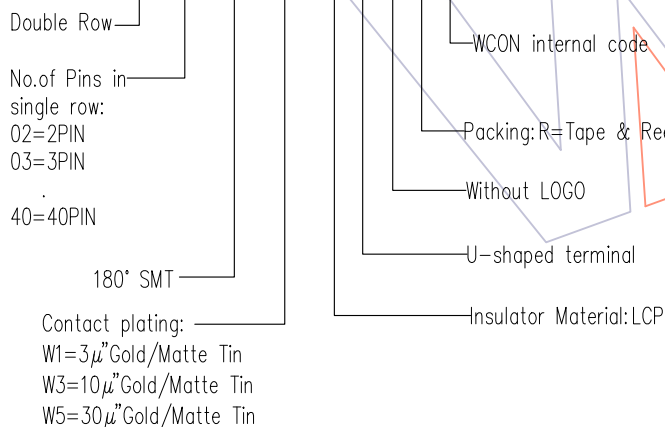 Double Row
No.of Pins in
single row:
02=2PIN
03=3PIN
.
40=40PIN
180° SMT
Contact plating:
W1=3μ"Gold/Matte Tin
W3=10μ"Gold/Matte Tin
W5=30μ"Gold/Matte Tin
WCON internal code
Packing:R=Tape & Ree
Without LOGO
U-shaped terminal
Insulator Material:LCP